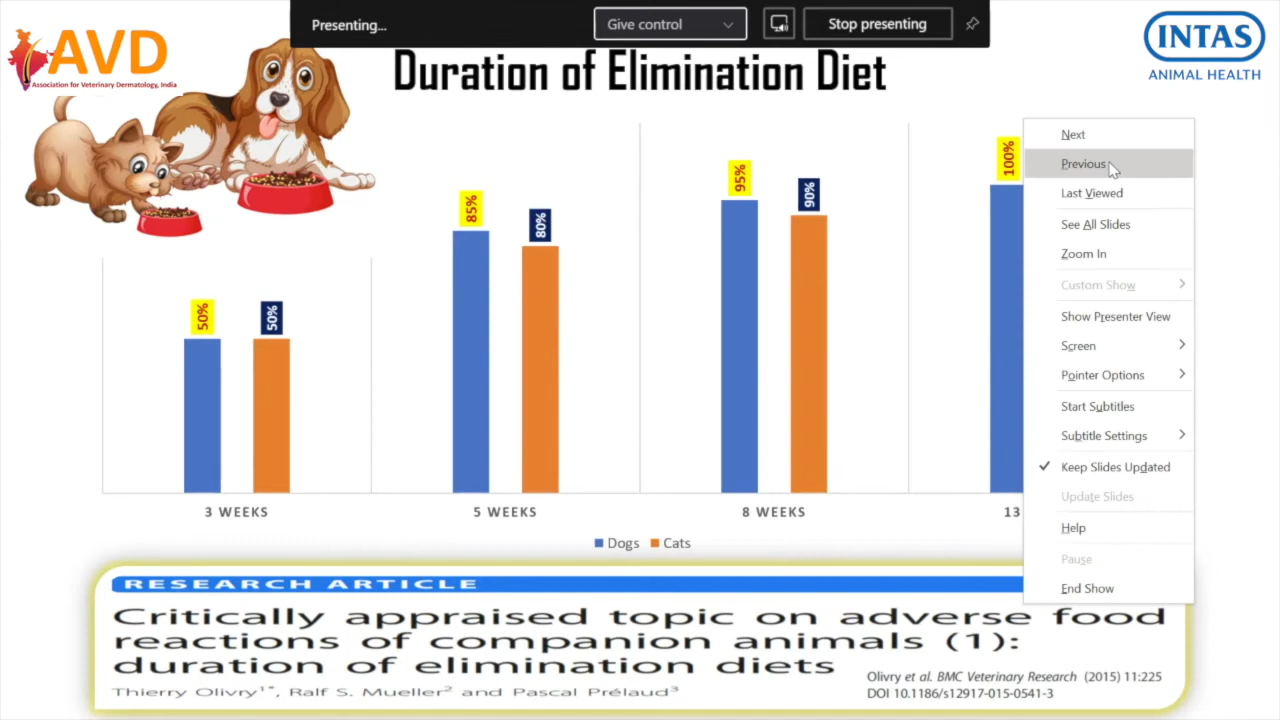 Presenting...
Give control
Stop presenting
AVD
Association for Veterinary Dermatology, India
INTAS
ANIMAL HEALTH
Duration of Elimination Diet
50%
50%
85%
80%
95%
90%
100%
3 WEEKS
5 WEEKS
8 WEEKS
13
Dogs
Cats
Next
Previous
Last Viewed
See All Slides
Zoom In
Custom Show
Show Presenter View
Screen
Pointer Options
Start Subtitles
Subtitle Settings
Keep Slides Updated
Update Slides
Help
Pause
End Show
RESEARCH ARTICLE
Critically appraised topic on adverse food
reactions of companion animals (1):
duration of elimination diets
Thierry Olivry1*, Ralf S. Mueller2 and Pascal Prélaud3
Olivry et al. BMC Veterinary Research (2015) 11:225
DOI 10.1186/s12917-015-0541-3